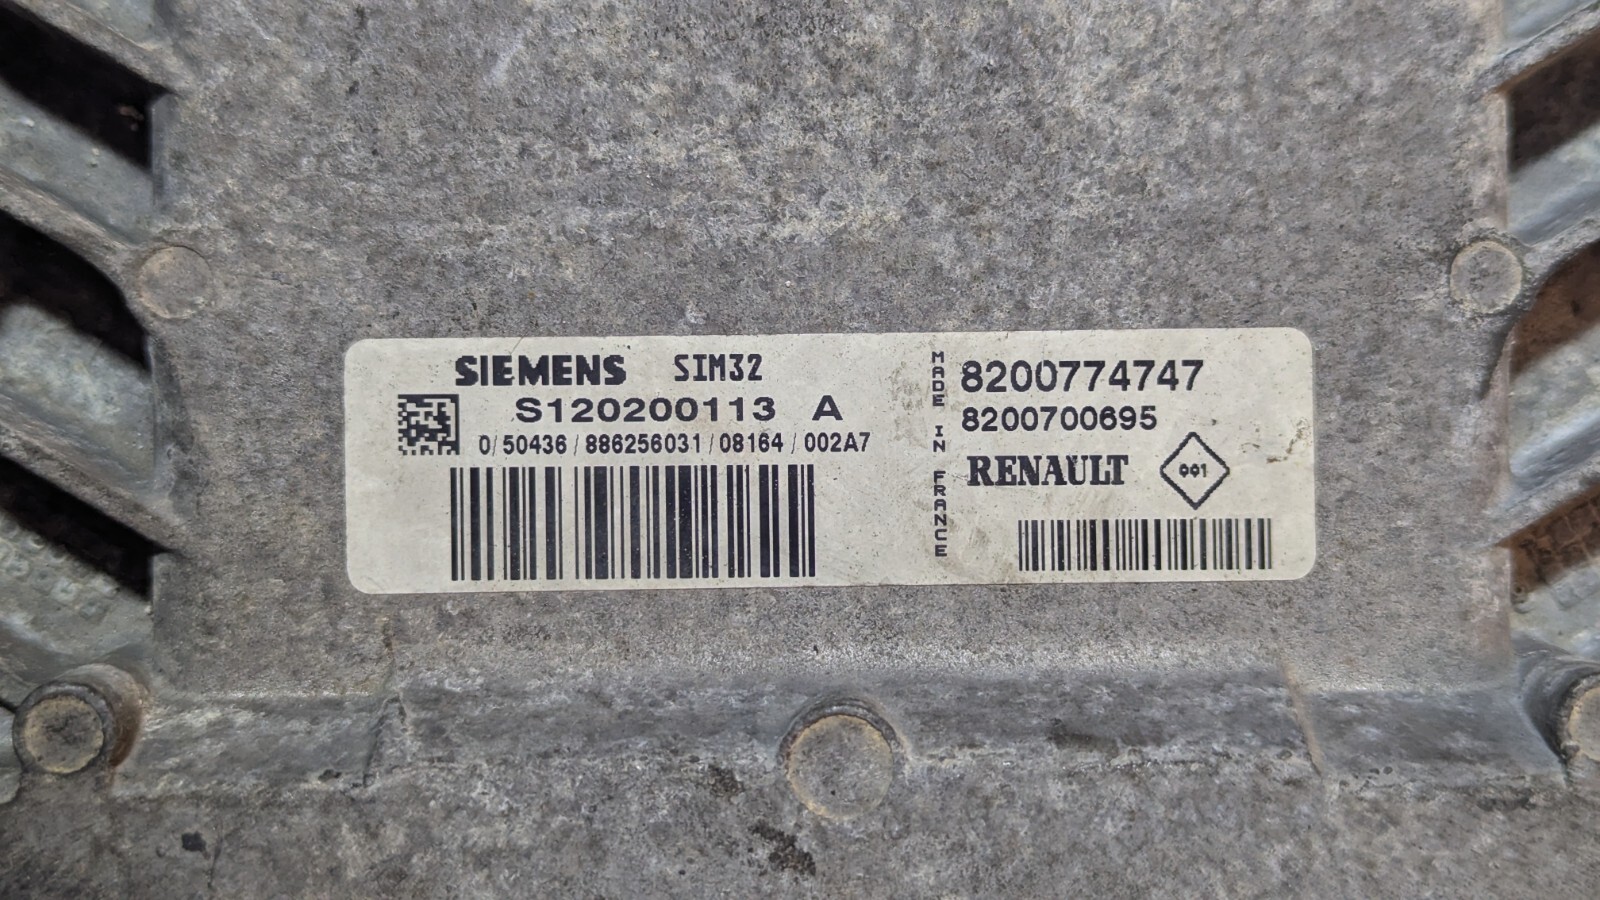 SIEMENS SIM32
S120200113 A
0/50436/886256031/08164/002A7
MADE IN FRANCE
8200774747
8200700695
RENAULT 001